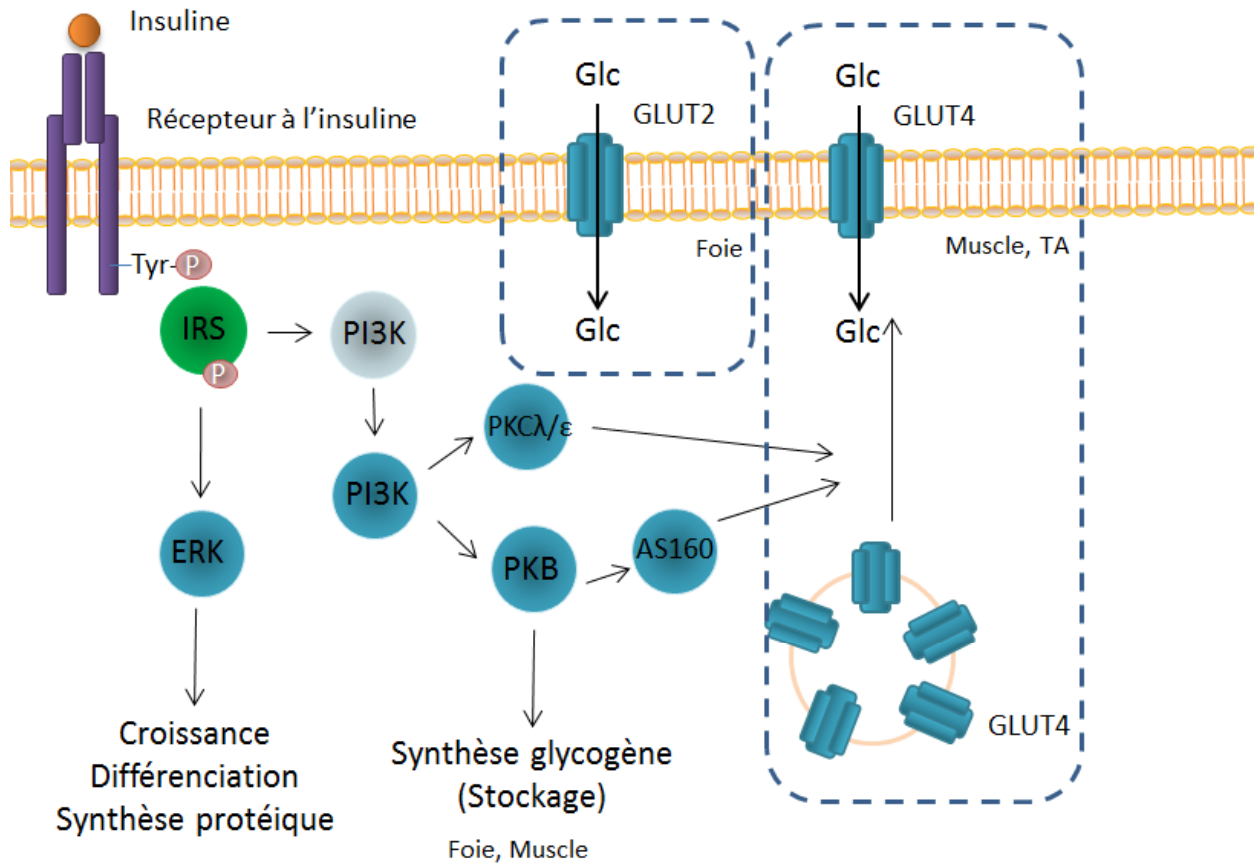 Insuline
Récepteur à l'insuline
Glc
GLUT2
Glc
GLUT4
Foie
Muscle, TA
Tyr
P
IRS
P
PI3K
Glc
Glc
PKCλ/ε
PI3K
ERK
PKB
AS160
GLUT4
Croissance
Différenciation
Synthèse protéique
Synthèse glycogène
(Stockage)
Foie, Muscle